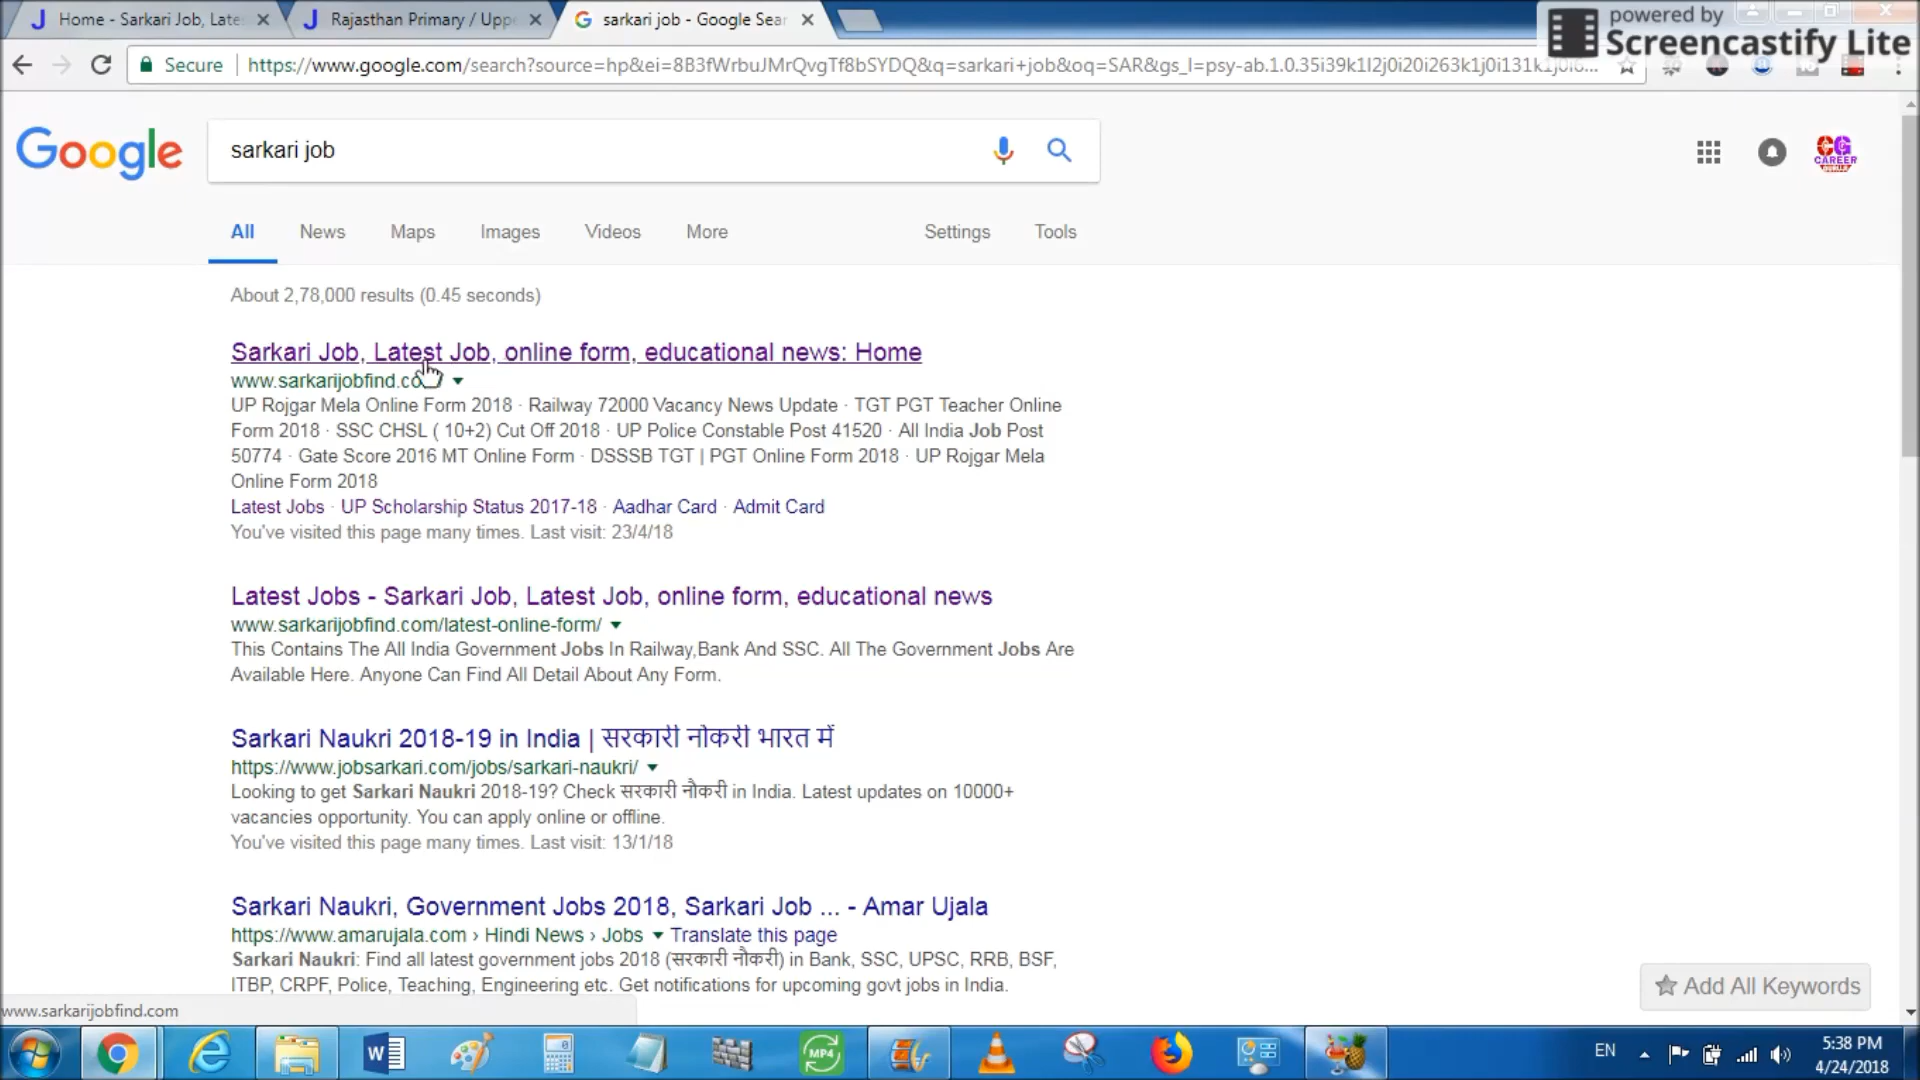 Home - Sarkari Job, Late
Rajasthan Primary / Uppe
sarkari job - Google Sear
powered by
Screencastify Lite
Secure
https://www.google.com/search?source=hp&ei=8B3fWrbuJMrQvgTf8bSYDQ&q=sarkari+job&oq=SAR&gs_l=psy-ab.1.0.35i39k1l2j0i20i263k1j0i131k1j0i6...
Google
sarkari job
CAREER
All
News
Maps
Images
Videos
More
Settings
Tools
About 2,78,000 results (0.45 seconds)
Sarkari Job, Latest Job, online form, educational news: Home
www.sarkarijobfind.co
UP Rojgar Mela Online Form 2018 · Railway 72000 Vacancy News Update · TGT PGT Teacher Online
Form 2018 · SSC CHSL ( 10+2) Cut Off 2018 · UP Police Constable Post 41520 · All India Job Post
50774 · Gate Score 2016 MT Online Form · DSSSB TGT | PGT Online Form 2018 · UP Rojgar Mela
Online Form 2018
Latest Jobs · UP Scholarship Status 2017-18 · Aadhar Card · Admit Card
You've visited this page many times. Last visit: 23/4/18
Latest Jobs - Sarkari Job, Latest Job, online form, educational news
www.sarkarijobfind.com/latest-online-form/
This Contains The All India Government Jobs In Railway,Bank And SSC. All The Government Jobs Are
Available Here. Anyone Can Find All Detail About Any Form.
Sarkari Naukri 2018-19 in India | सरकारी नौकरी भारत में
https://www.jobsarkari.com/jobs/sarkari-naukri/
Looking to get Sarkari Naukri 2018-19? Check सरकारी नौकरी in India. Latest updates on 10000+
vacancies opportunity. You can apply online or offline.
You've visited this page many times. Last visit: 13/1/18
Sarkari Naukri, Government Jobs 2018, Sarkari Job ... - Amar Ujala
https://www.amarujala.com › Hindi News › Jobs
Translate this page
Sarkari Naukri: Find all latest government jobs 2018 (सरकारी नौकरी) in Bank, SSC, UPSC, RRB, BSF,
ITBP, CRPF, Police, Teaching, Engineering etc. Get notifications for upcoming govt jobs in India.
Add All Keywords
www.sarkarijobfind.com
W
MP4
EN
5:38 PM
4/24/2018